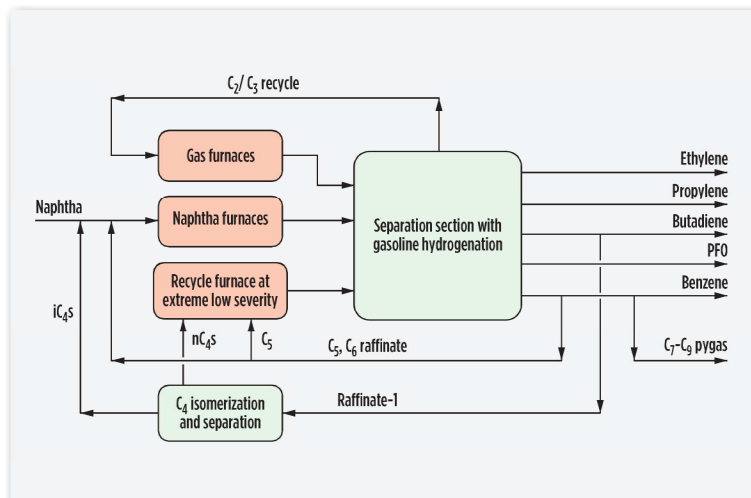 C₂/ C₃ recycle
Gas furnaces
Ethylene
Propylene
Naphtha
Naphtha furnaces
Separation section with
gasoline hydrogenation
Butadiene
PFO
Recycle furnace at
extreme low severity
Benzene
iC₄s
nC₄s
C₅
C₅, C₆ raffinate
C₇–C₉ pygas
C₄ isomerization
and separation
Raffinate-1